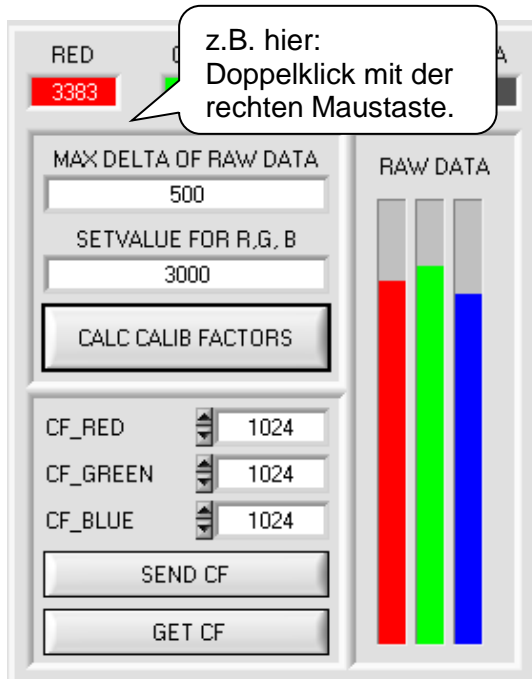 RED
z.B. hier:
Doppelklick mit der
rechten Maustaste.
3383
MAX DELTA OF RAW DATA
500
SETVALUE FOR R,G, B
3000
CALC CALIB FACTORS
RAW DATA
CF_RED 1024
CF_GREEN 1024
CF_BLUE 1024
SEND CF
GET CF